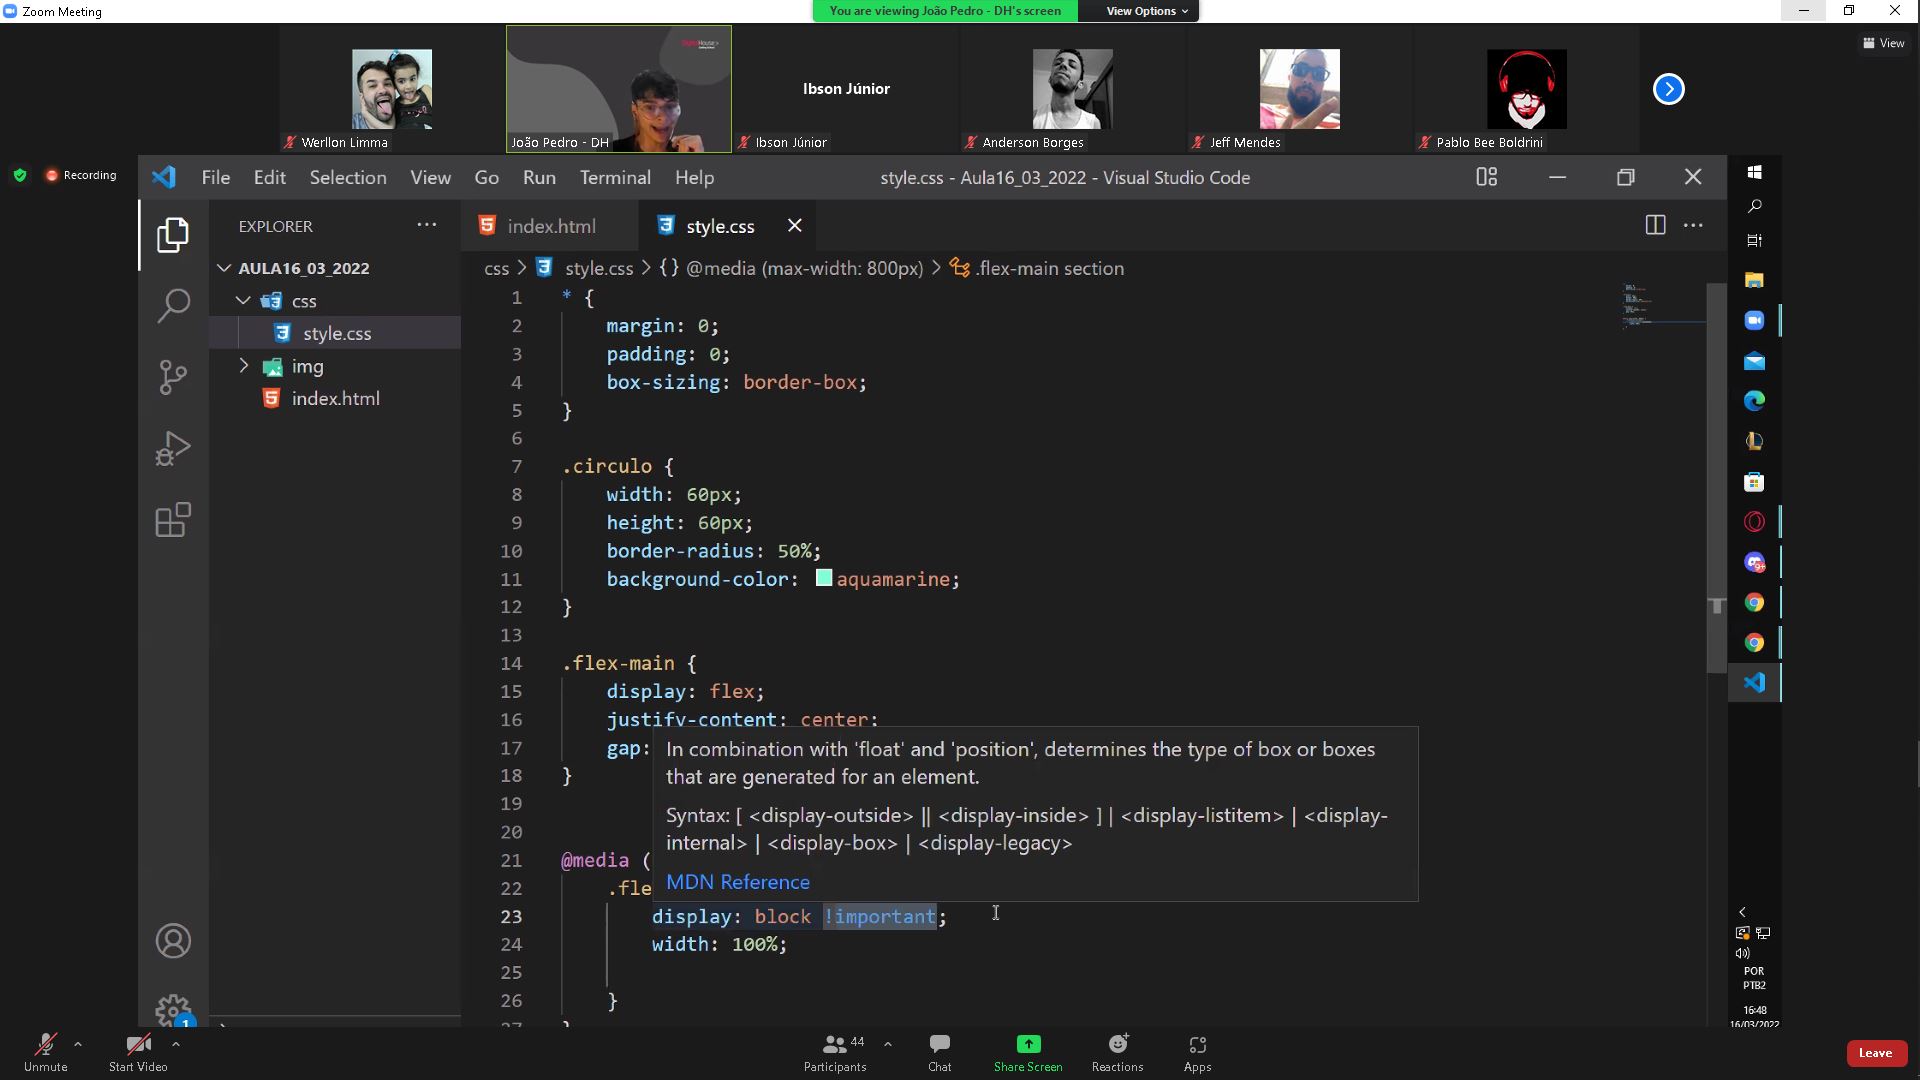 Zoom Meeting
You are viewing João Pedro - DH's screen
View Options
View
Ibson Júnior
Werllon Limma
João Pedro - DH
Ibson Júnior
Anderson Borges
Jeff Mendes
Pablo Bee Boldrini
Recording
File Edit Selection View Go Run Terminal Help
style.css - Aula16_03_2022 - Visual Studio Code
EXPLORER
index.html
style.css
AULA16_03_2022
css
style.css
img
index.html
css > style.css > {} @media (max-width: 800px) > .flex-main section
1 * {
2 margin: 0;
3 padding: 0;
4 box-sizing: border-box;
5 }
6
7 .circulo {
8 width: 60px;
9 height: 60px;
10 border-radius: 50%;
11 background-color: aquamarine;
12 }
13
14 .flex-main {
15 display: flex;
16 justify-content: center;
17 gap:
18 }
19
20
21 @media (
22 .fle
23 display: block !important;
24 width: 100%;
25
26 }
In combination with 'float' and 'position', determines the type of box or boxes
that are generated for an element.
Syntax: [ <display-outside> || <display-inside> ] | <display-listitem> | <display-
internal> | <display-box> | <display-legacy>
MDN Reference
1
POR
PTB2
16:48
16/03/2022
Unmute
Start Video
44
Participants
Chat
Share Screen
Reactions
Apps
Leave